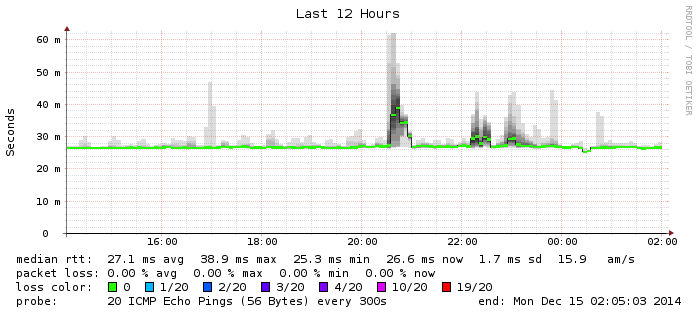 Last 12 Hours
RRDTOOL / TOBI OETIKER
Seconds
60 m
50 m
40 m
30 m
20 m
10 m
0
16:00 18:00 20:00 22:00 00:00 02:00
median rtt: 27.1 ms avg 38.9 ms max 25.3 ms min 26.6 ms now 1.7 ms sd 15.9 am/s
packet loss: 0.00 % avg 0.00 % max 0.00 % min 0.00 % now
loss color: 0 1/20 2/20 3/20 4/20 10/20 19/20
probe: 20 ICMP Echo Pings (56 Bytes) every 300s end: Mon Dec 15 02:05:03 2014